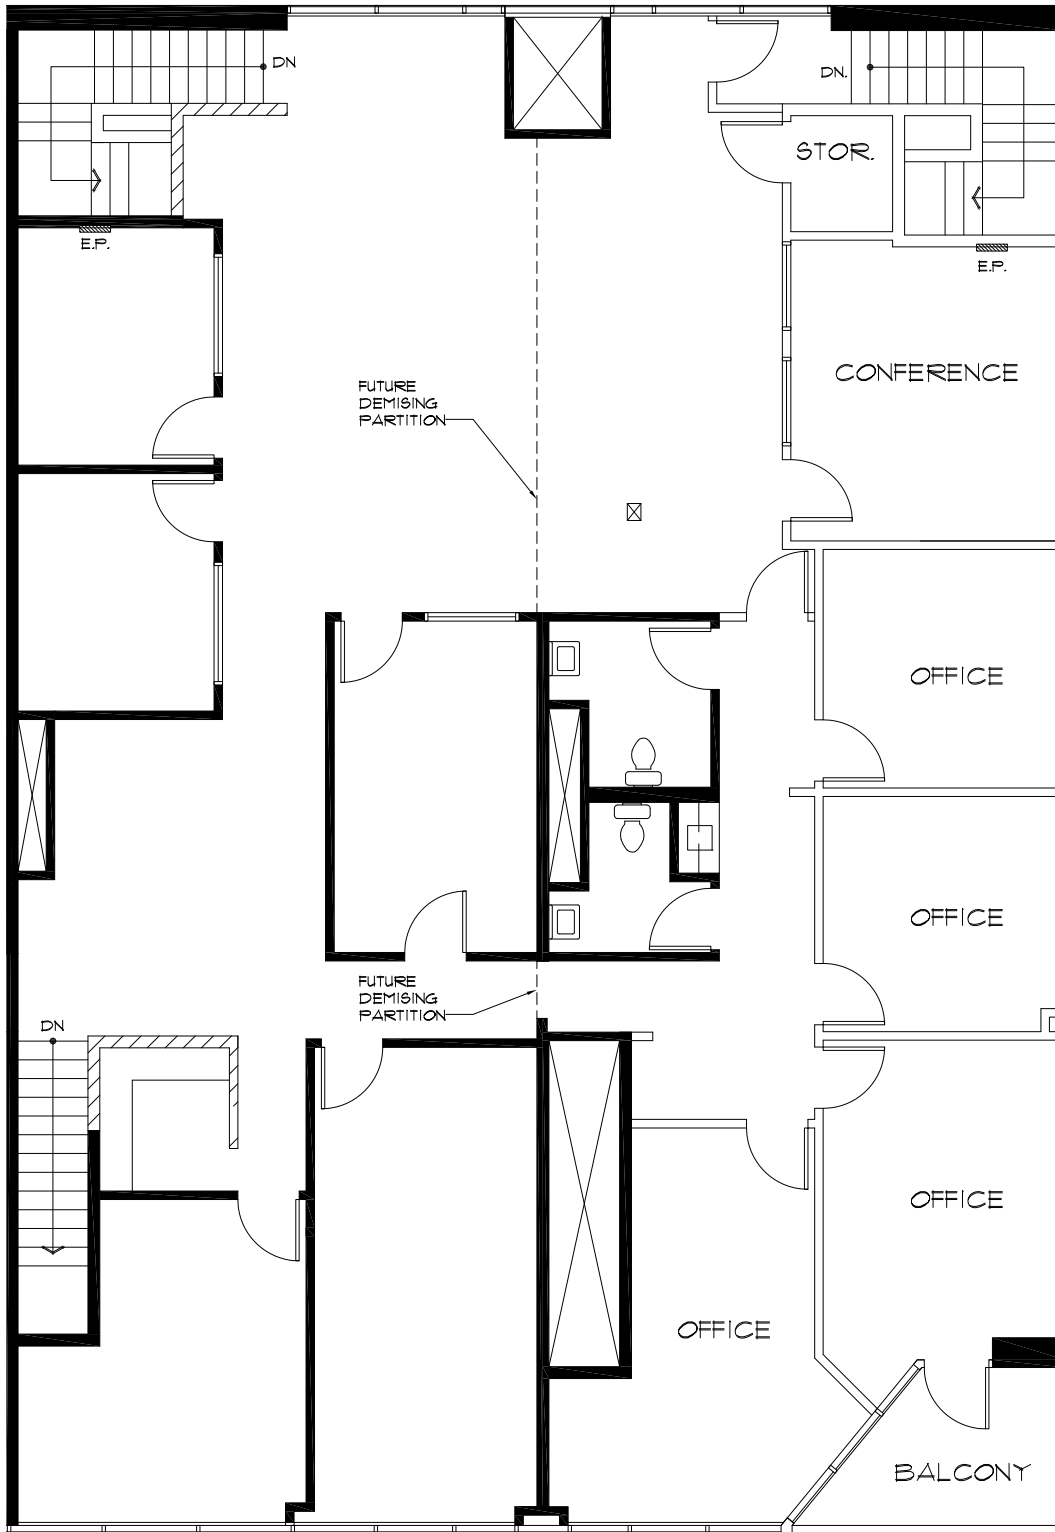 DN
DN.
STOR.
E.P.
E.P.
CONFERENCE
FUTURE
DEMISING
PARTITION
OFFICE
OFFICE
FUTURE
DEMISING
PARTITION
DN
OFFICE
OFFICE
BALCONY